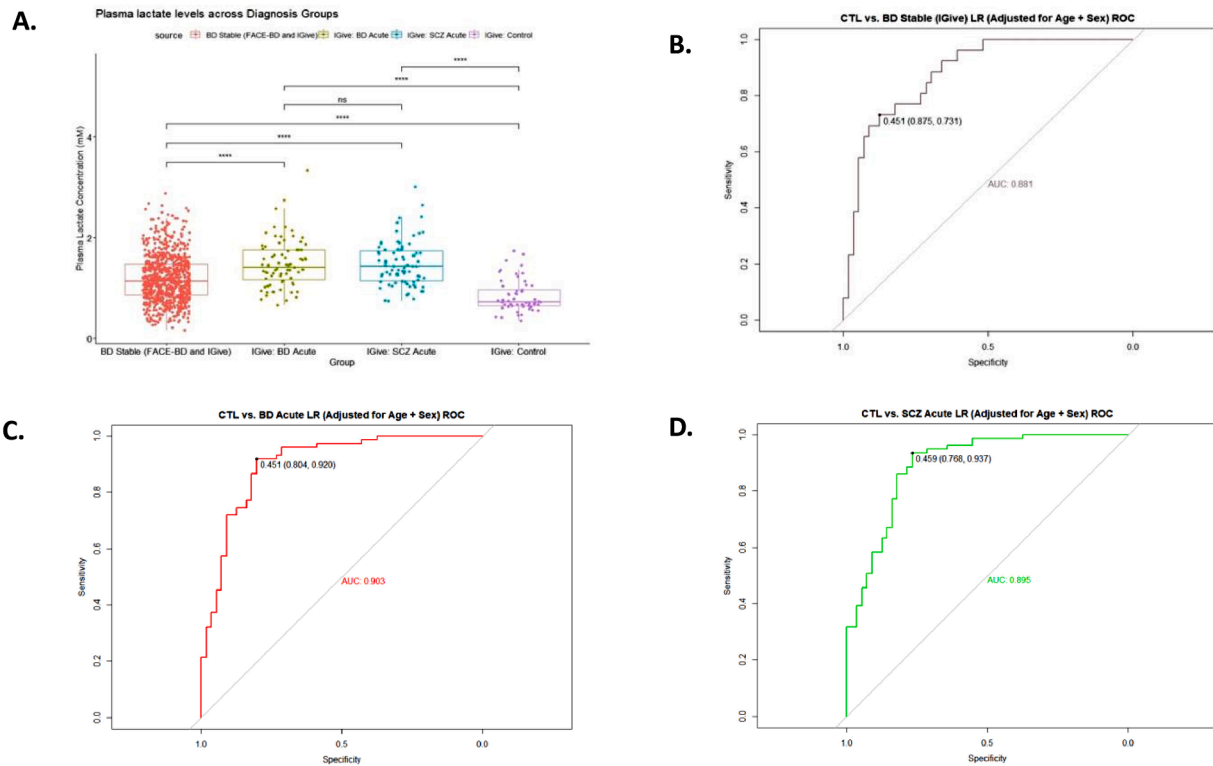 A.
Plasma lactate levels across Diagnosis Groups
source BD Stable (FACE-BD and IGive) IGive: BD Acute IGive: SCZ Acute IGive: Control
****
****
ns
****
****
****
4
2
0
Plasma Lactate Concentration (mM)
BD Stable (FACE-BD and IGive) IGive: BD Acute IGive: SCZ Acute IGive: Control
Group
B.
CTL vs. BD Stable (IGive) LR (Adjusted for Age + Sex) ROC
1.0
0.8
0.6
0.4
0.2
0.0
Sensitivity
0.451 (0.875, 0.731)
AUC: 0.881
1.0 0.5 0.0
Specificity
C.
CTL vs. BD Acute LR (Adjusted for Age + Sex) ROC
1.0
0.8
0.6
0.4
0.2
0.0
Sensitivity
0.451 (0.804, 0.920)
AUC: 0.903
1.0 0.5 0.0
Specificity
D.
CTL vs. SCZ Acute LR (Adjusted for Age + Sex) ROC
1.0
0.8
0.6
0.4
0.2
0.0
Sensitivity
0.459 (0.768, 0.937)
AUC: 0.895
1.0 0.5 0.0
Specificity